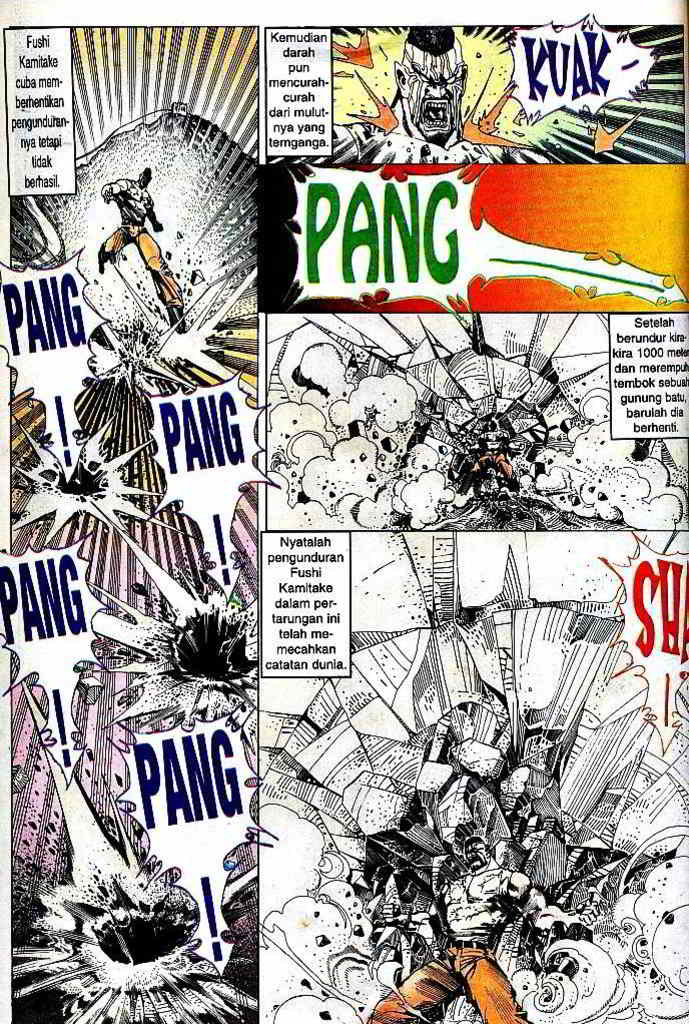 Fushi
Kamitake
cuba mem-
berhentikan
pengunduran-
nya tetapi
tidak
berhasil.
PANG
!
PANG
!
PANG
!
PANG
!
Kemudian
darah
pun
mencurah-
curah
dari mulut-
nya yang
ternganga.
KUAK -
PANG
Setelah
berundur kira-
kira 1000 mete
dan merempuh
tembok sebuah
gunung batu,
barulah dia
berhenti.
Nyatalah
pengunduran
Fushi
Kamitake
dalam per-
tarungan ini
telah me-
mecahkan
catatan dunia.
SHA